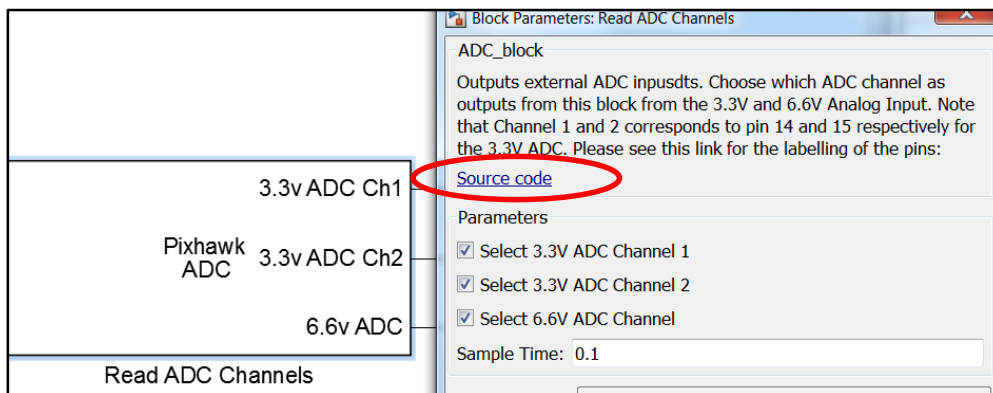 Block Parameters: Read ADC Channels
ADC_block
Outputs external ADC inpusdts. Choose which ADC channel as
outputs from this block from the 3.3V and 6.6V Analog Input. Note
that Channel 1 and 2 corresponds to pin 14 and 15 respectively for
the 3.3V ADC. Please see this link for the labelling of the pins:
Source code
Parameters
Select 3.3V ADC Channel 1
Select 3.3V ADC Channel 2
Select 6.6V ADC Channel
Sample Time: 0.1
3.3v ADC Ch1
Pixhawk
ADC
3.3v ADC Ch2
6.6v ADC
Read ADC Channels